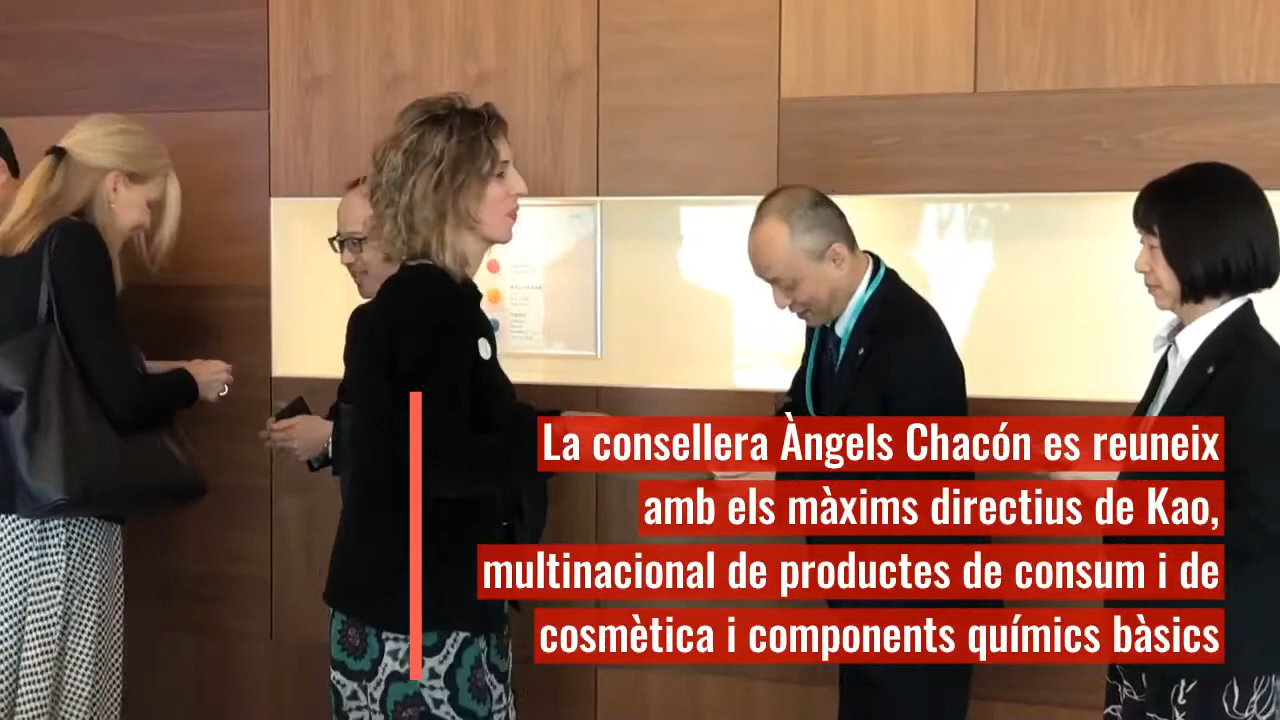 La consellera Àngels Chacón es reuneix
amb els màxims directius de Kao,
multinacional de productes de consum i de
cosmètica i components químics bàsics